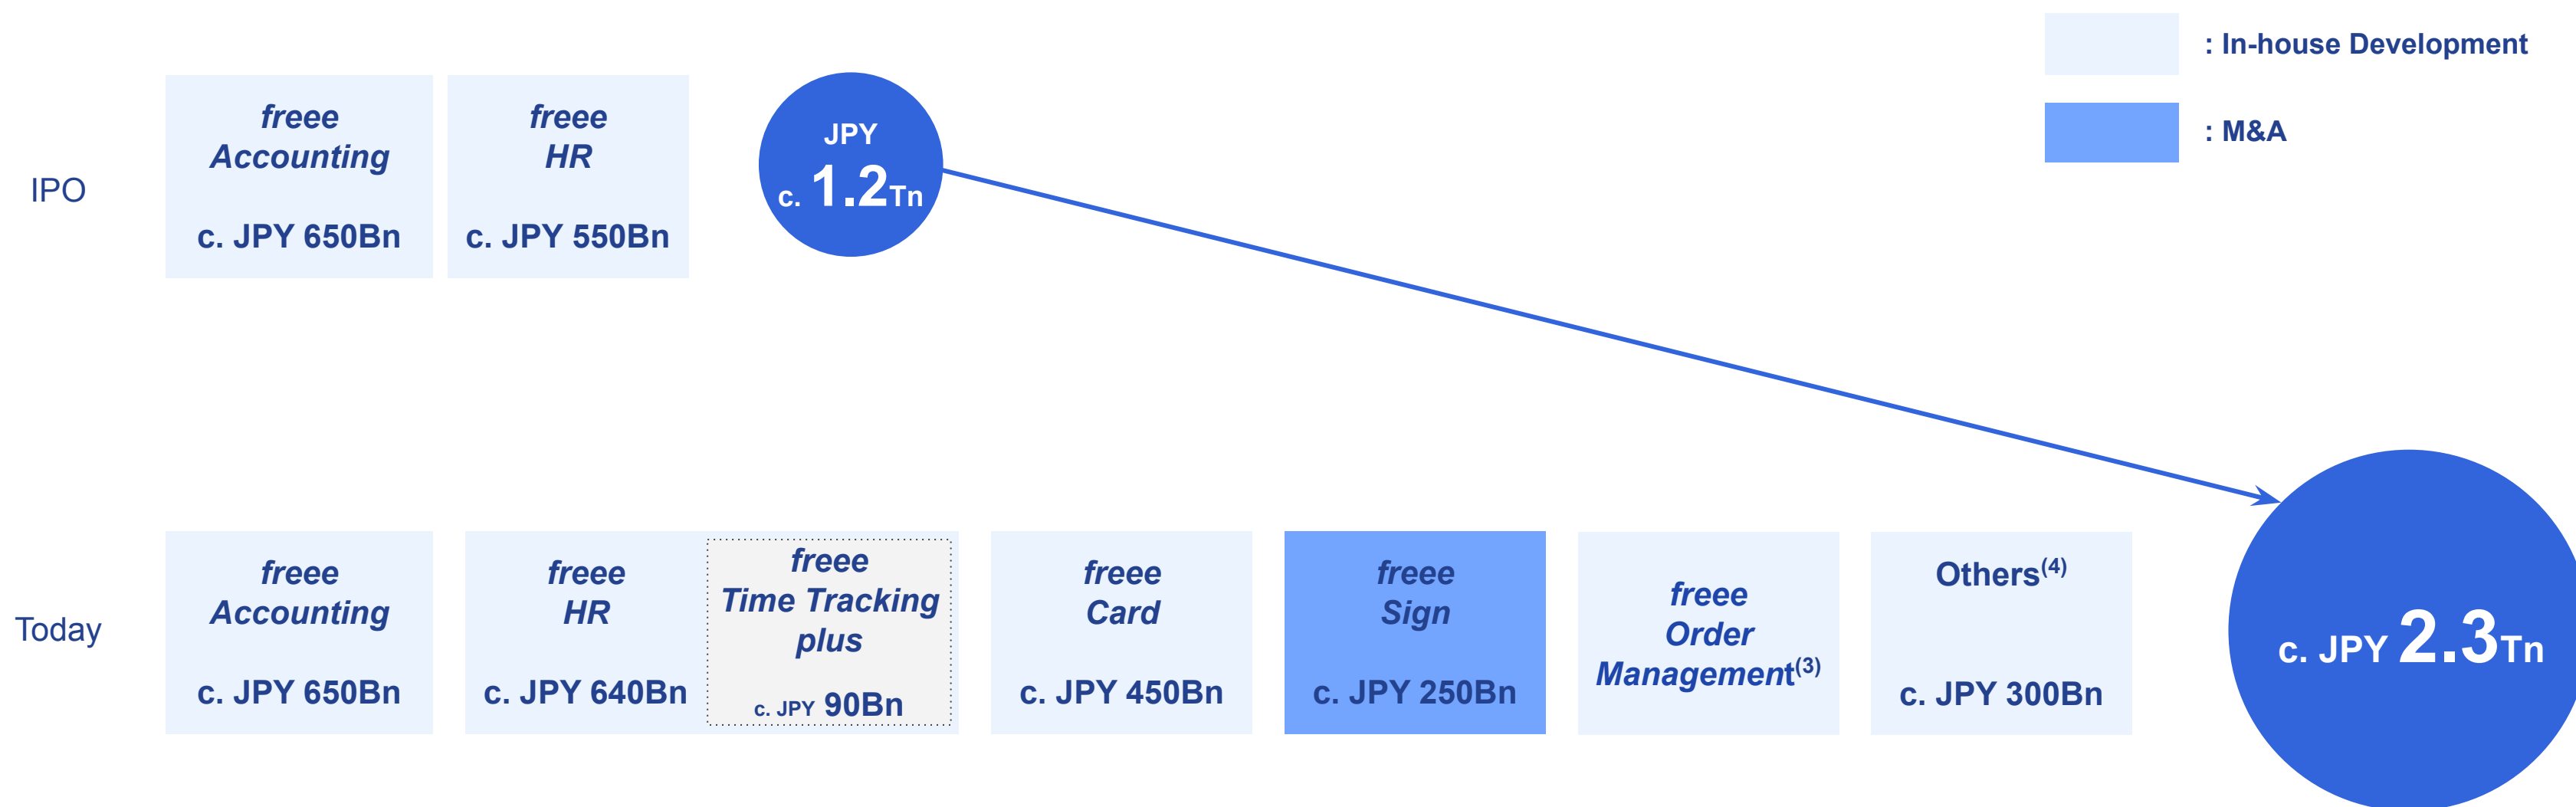 : In-house Development
: M&A
IPO
freee
Accounting
c. JPY 650Bn
freee
HR
c. JPY 550Bn
JPY
c. 1.2Tn
Today
freee
Accounting
c. JPY 650Bn
freee
HR
c. JPY 640Bn
freee
Time Tracking
plus
c. JPY 90Bn
freee
Card
c. JPY 450Bn
freee
Sign
c. JPY 250Bn
freee
Order
Management(3)
Others(4)
c. JPY 300Bn
c. JPY 2.3Tn